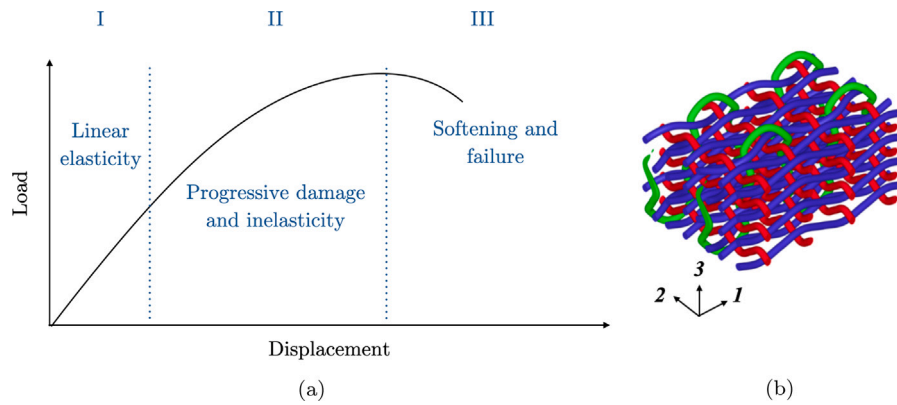 I
II
III
Linear
elasticity
Progressive damage
and inelasticity
Softening and
failure
Load
Displacement
(a)
3
2
1
(b)